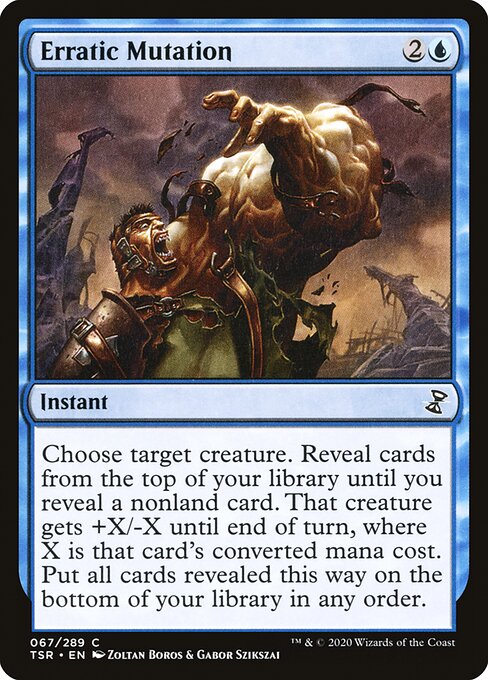 Erratic Mutation 2
Instant
Choose target creature. Reveal cards
from the top of your library until you
reveal a nonland card. That creature
gets +X/-X until end of turn, where
X is that card's converted mana cost.
Put all cards revealed this way on the
bottom of your library in any order.
067/289 C ™ & © 2020 Wizards of the Coast
TSR • EN Zoltan Boros & Gabor Szikszai